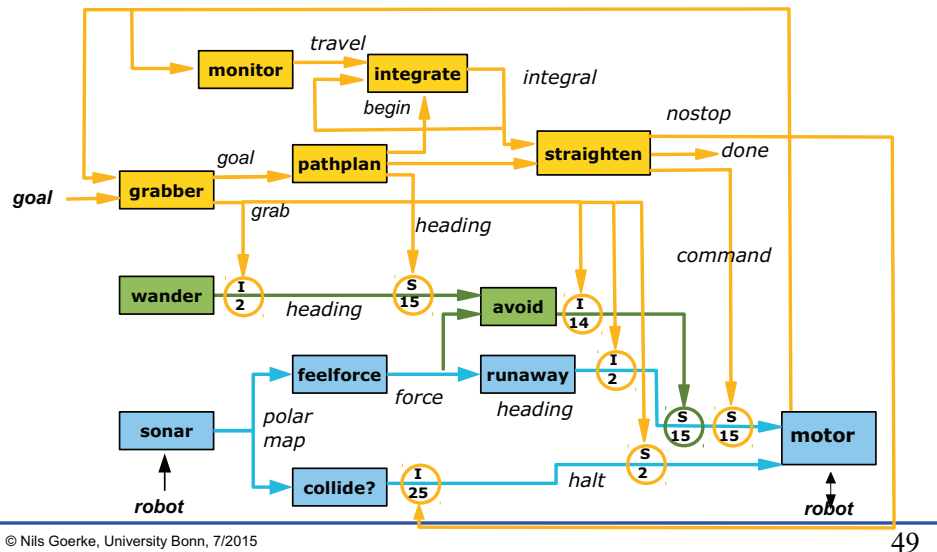 travel
monitor
integrate
integral
begin
nostop
goal
pathplan
straighten
done
goal
grabber
grab
heading
command
wander
I
2
heading
S
15
avoid
I
14
feelforce
force
runaway
I
2
heading
sonar
polar
map
S
15
S
15
motor
collide?
I
25
halt
S
2
robot
robot
© Nils Goerke, University Bonn, 7/2015
49